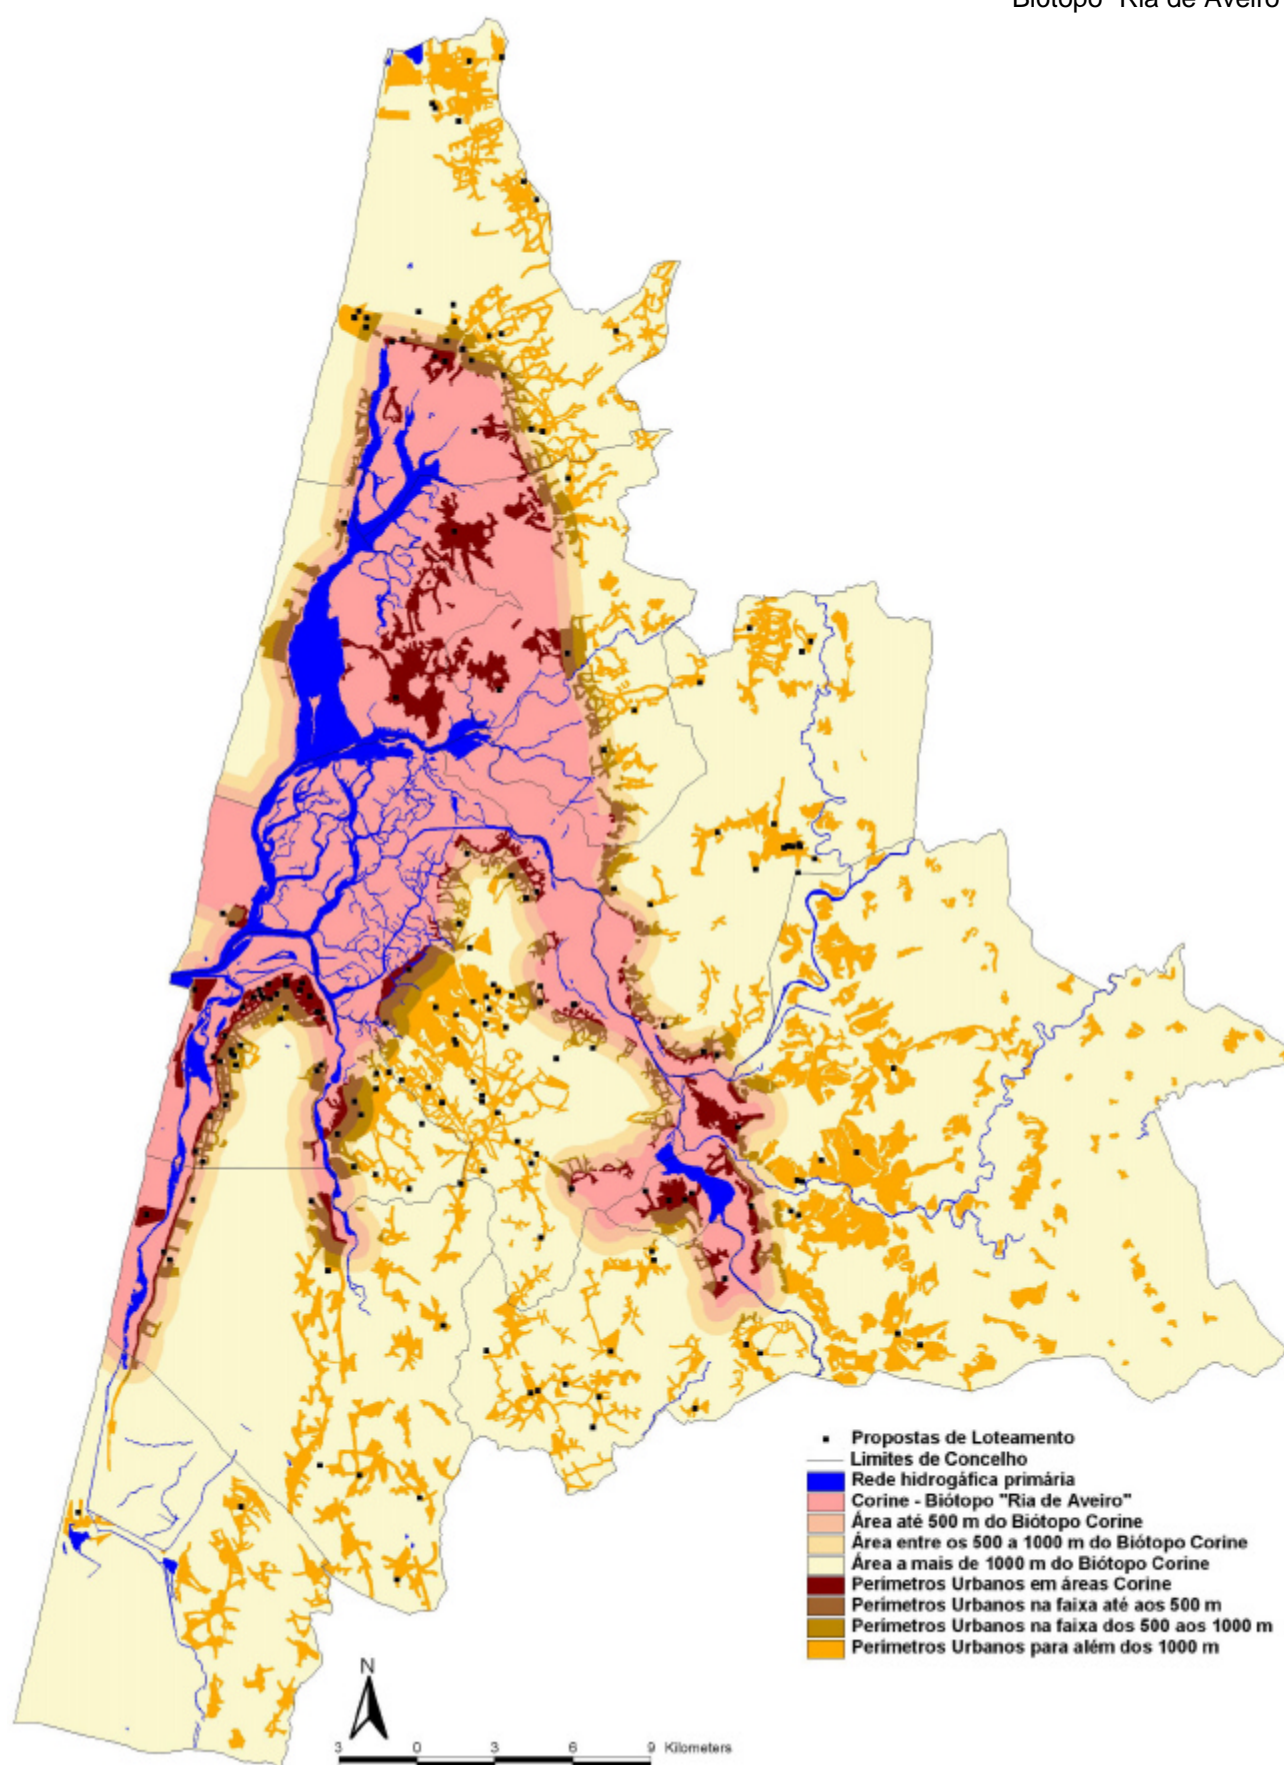 Biótopo "Ria de Aveiro
Propostas de Loteamento
Limites de Concelho
Rede hidrogáfica primária
Corine - Biótopo "Ria de Aveiro"
Área até 500 m do Biótopo Corine
Área entre os 500 a 1000 m do Biótopo Corine
Área a mais de 1000 m do Biótopo Corine
Perímetros Urbanos em áreas Corine
Perímetros Urbanos na faixa até aos 500 m
Perímetros Urbanos na faixa dos 500 aos 1000 m
Perímetros Urbanos para além dos 1000 m
N
3 0 3 6 9 Kilometers